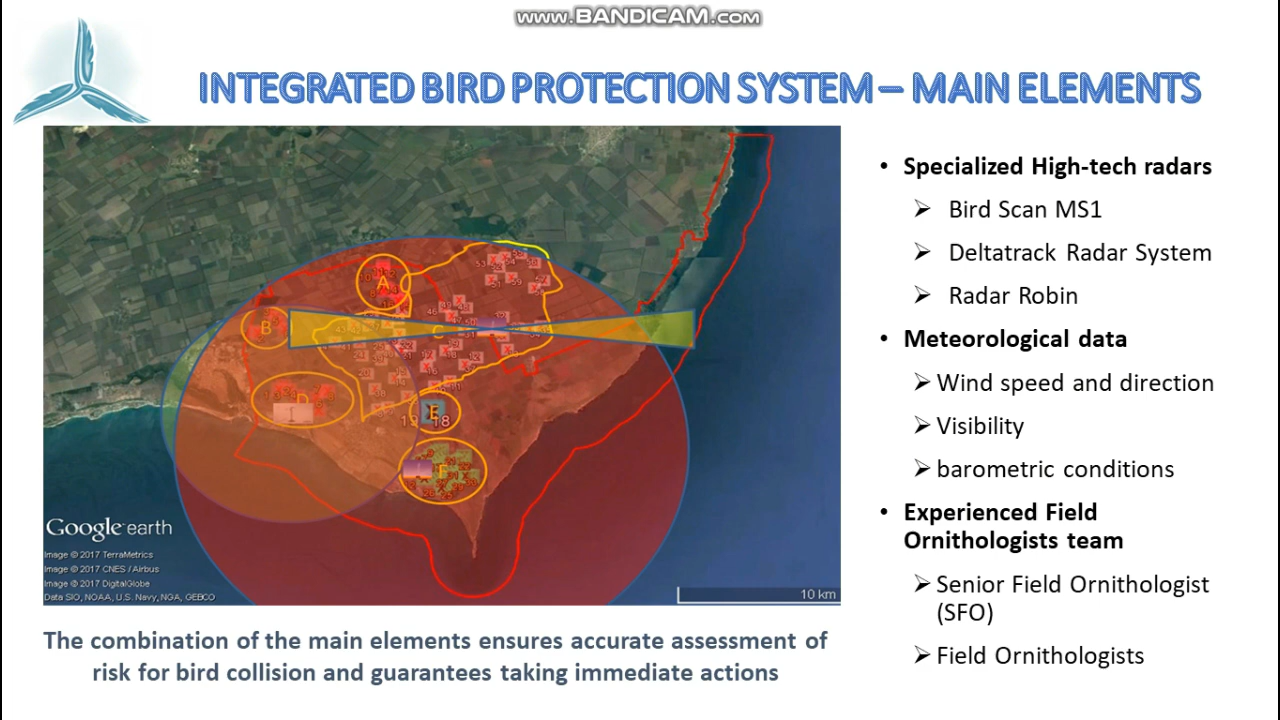 www.BANDICAM.com
INTEGRATED BIRD PROTECTION SYSTEM – MAIN ELEMENTS
A
B
C
D
E
18
F
Google earth
Image © 2017 TerraMetrics
Image © 2017 CNES / Airbus
Image © 2017 DigitalGlobe
Data SIO, NOAA, U.S. Navy, NGA, GEBCO
10 km
The combination of the main elements ensures accurate assessment of
risk for bird collision and guarantees taking immediate actions
• Specialized High-tech radars
➢ Bird Scan MS1
➢ Deltatrack Radar System
➢ Radar Robin
• Meteorological data
➢ Wind speed and direction
➢ Visibility
➢ barometric conditions
• Experienced Field
Ornithologists team
➢ Senior Field Ornithologist
(SFO)
➢ Field Ornithologists